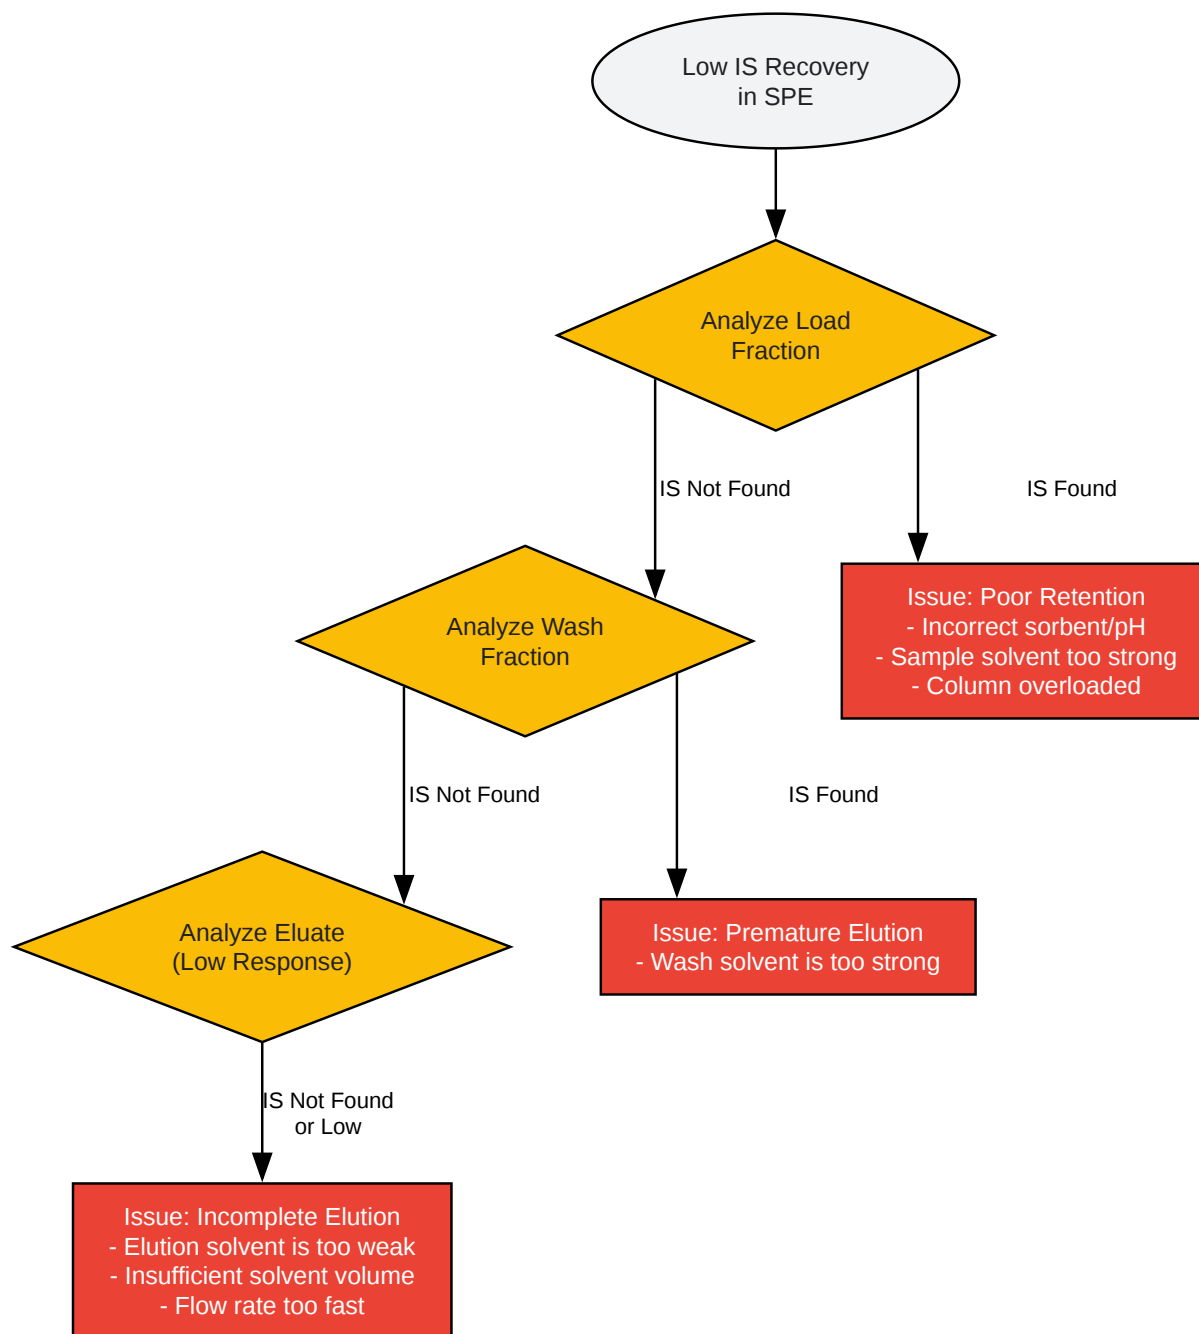 Low IS Recovery
in SPE
Analyze Load
Fraction
IS Not Found
IS Found
Issue: Poor Retention
- Incorrect sorbent/pH
- Sample solvent too strong
- Column overloaded
Analyze Wash
Fraction
IS Not Found
IS Found
Issue: Premature Elution
- Wash solvent is too strong
Analyze Eluate
(Low Response)
IS Not Found
or Low
Issue: Incomplete Elution
- Elution solvent is too weak
- Insufficient solvent volume
- Flow rate too fast